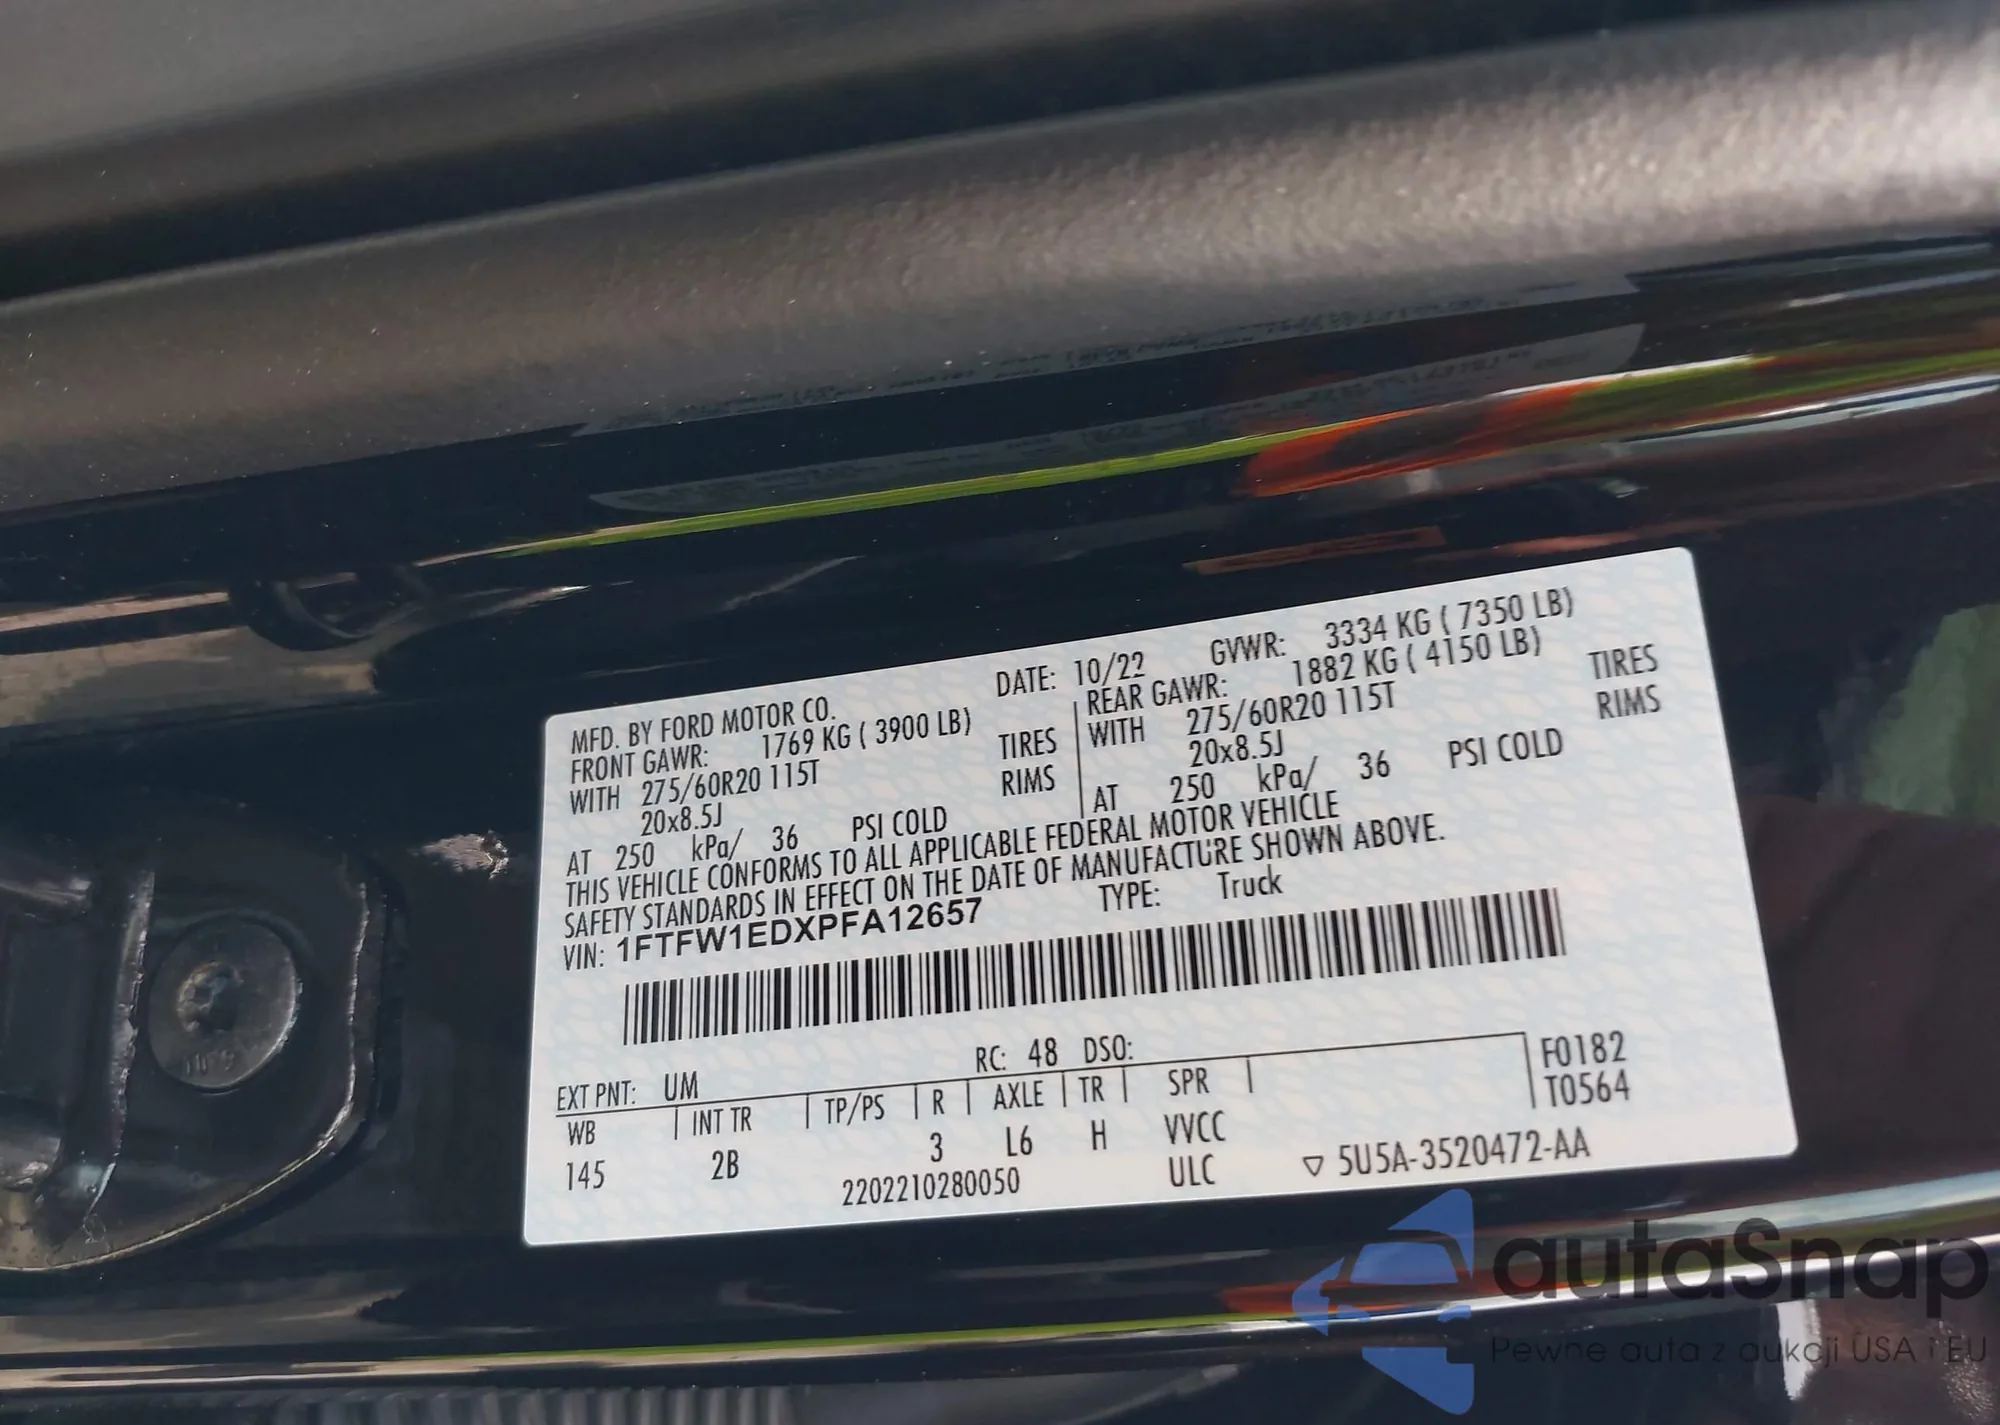 MFD. BY FORD MOTOR CO. DATE: 10/22 GVWR: 3334 KG ( 7350 LB)
FRONT GAWR: 1769 KG ( 3900 LB) REAR GAWR: 1882 KG ( 4150 LB)
WITH 275/60R20 115T TIRES WITH 275/60R20 115T TIRES
20x8.5J RIMS 20x8.5J RIMS
AT 250 kPa/ 36 PSI COLD AT 250 kPa/ 36 PSI COLD
THIS VEHICLE CONFORMS TO ALL APPLICABLE FEDERAL MOTOR VEHICLE
SAFETY STANDARDS IN EFFECT ON THE DATE OF MANUFACTURE SHOWN ABOVE.
VIN: 1FTFW1EDXPFA12657 TYPE: Truck
EXT PNT: UM RC: 48 DSO: F0182
WB INT TR TP/PS R AXLE TR SPR T0564
145 2B 3 L6 H VVCC
2202210280050 ULC ▽ 5U5A-3520472-AA
autaSnap
Pewne auta z aukcji USA i EU